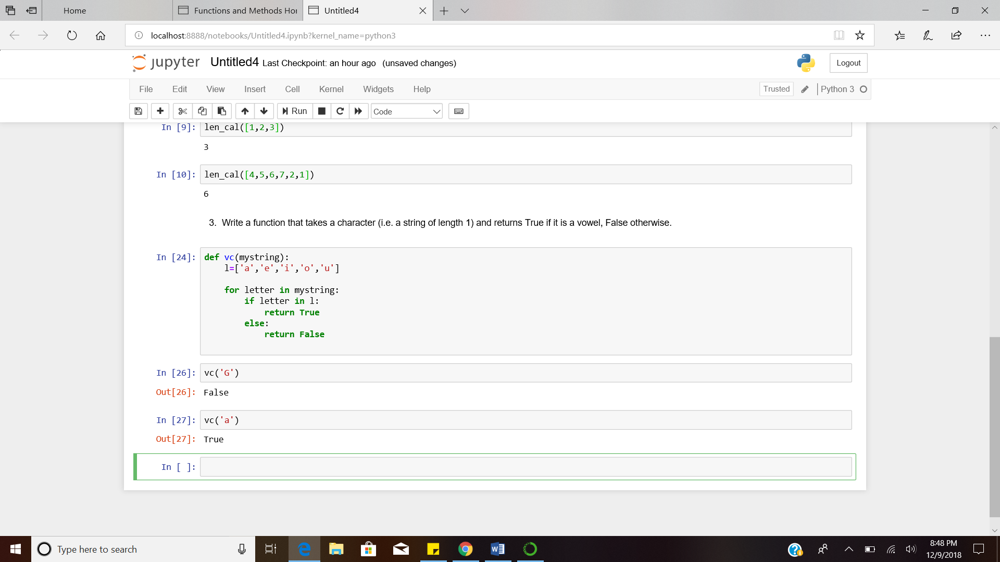 Home
Functions and Methods Hor
Untitled4
localhost:8888/notebooks/Untitled4.ipynb?kernel_name=python3
jupyter Untitled4 Last Checkpoint: an hour ago (unsaved changes)
Logout
File Edit View Insert Cell Kernel Widgets Help
Trusted Python 3
Run Code
In [9]: len_cal([1,2,3])
3
In [10]: len_cal([4,5,6,7,2,1])
6
3. Write a function that takes a character (i.e. a string of length 1) and returns True if it is a vowel, False otherwise.
In [24]: def vc(mystring):
    l=['a','e','i','o','u']
    for letter in mystring:
        if letter in l:
            return True
        else:
            return False
In [26]: vc('G')
Out[26]: False
In [27]: vc('a')
Out[27]: True
In [ ]:
Type here to search
8:48 PM
12/9/2018